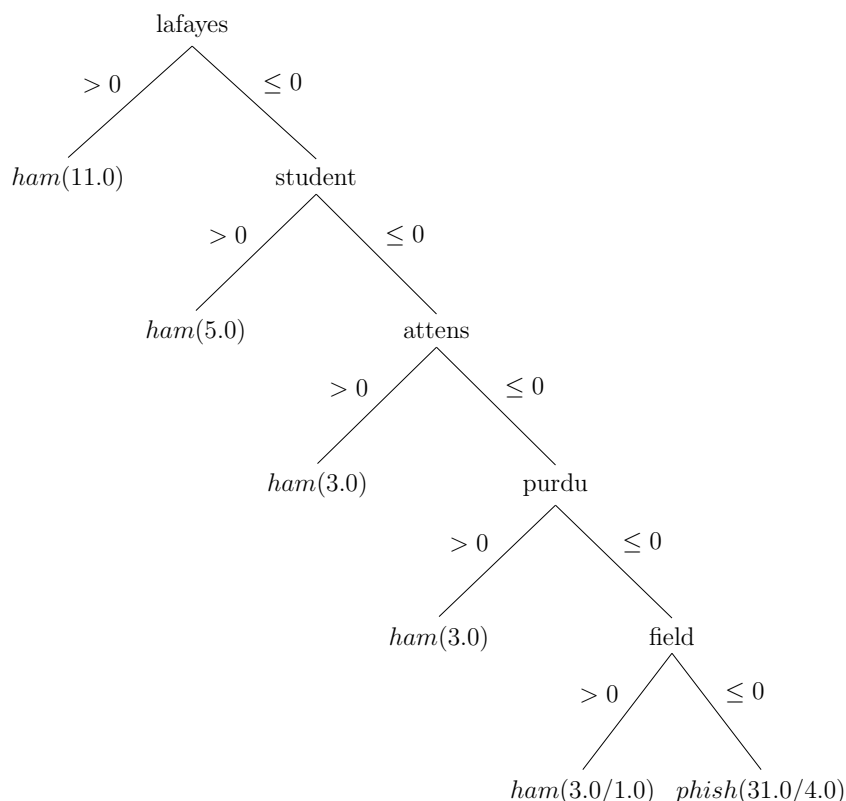 lafayes
> 0
≤ 0
ham(11.0)
student
> 0
≤ 0
ham(5.0)
attens
> 0
≤ 0
ham(3.0)
purdu
> 0
≤ 0
ham(3.0)
field
> 0
≤ 0
ham(3.0/1.0)
phish(31.0/4.0)